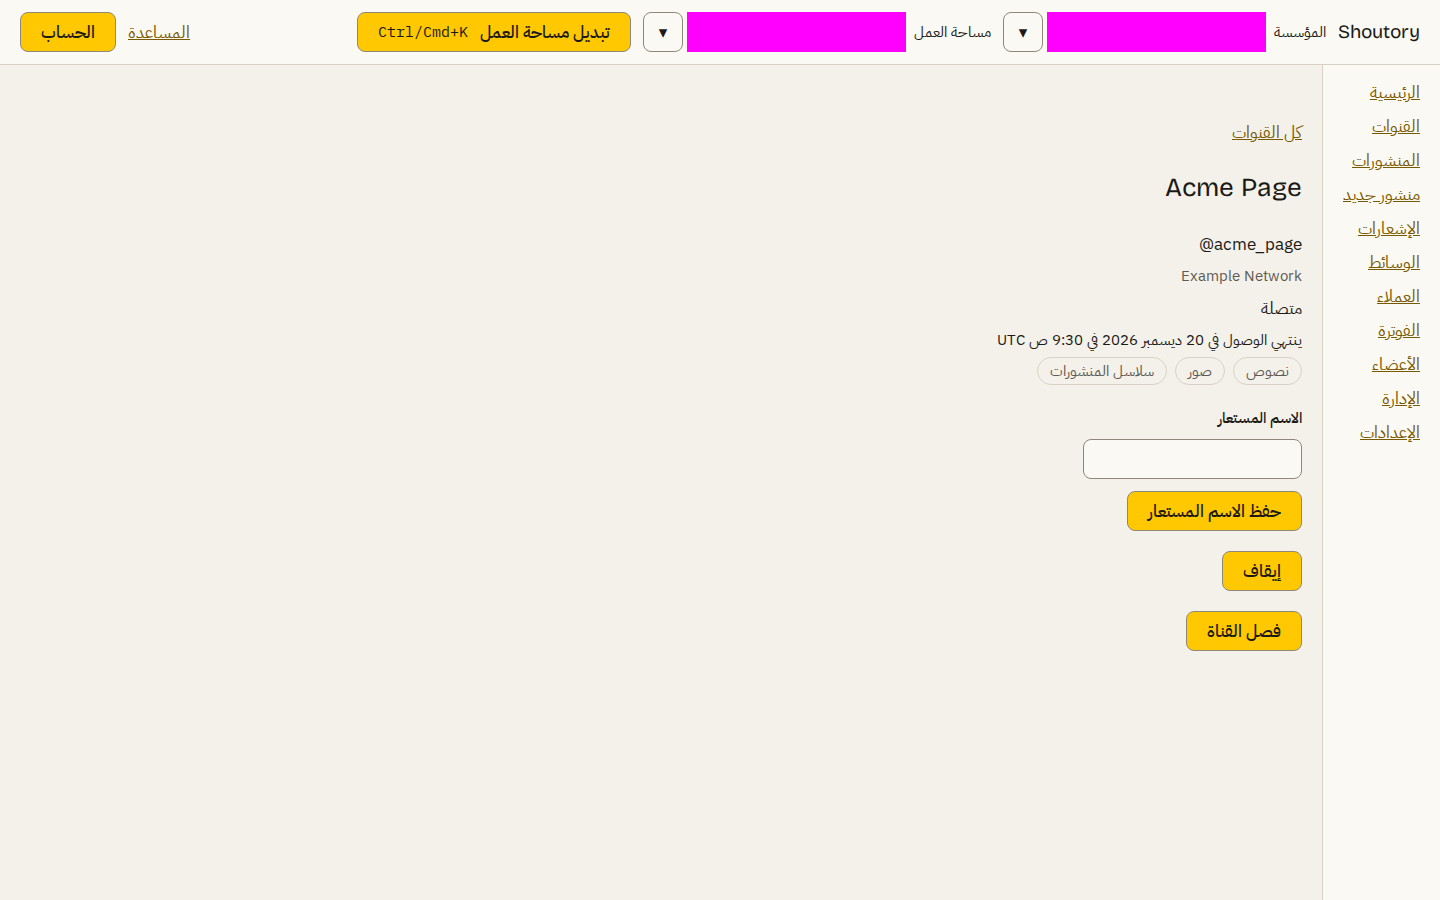 Shoutory المؤسسة ▼ مساحة العمل ▼ تبديل مساحة العمل Ctrl/Cmd+K المساعدة الحساب
الرئيسية
القنوات
المنشورات
منشور جديد
الإشعارات
الوسائط
العملاء
الفوترة
الأعضاء
الإدارة
الإعدادات
كل القنوات
Acme Page
@acme_page
Example Network
متصلة
ينتهي الوصول في 20 ديسمبر 2026 في 9:30 ص UTC
نصوص صور سلاسل المنشورات
الاسم المستعار
حفظ الاسم المستعار
إيقاف
فصل القناة